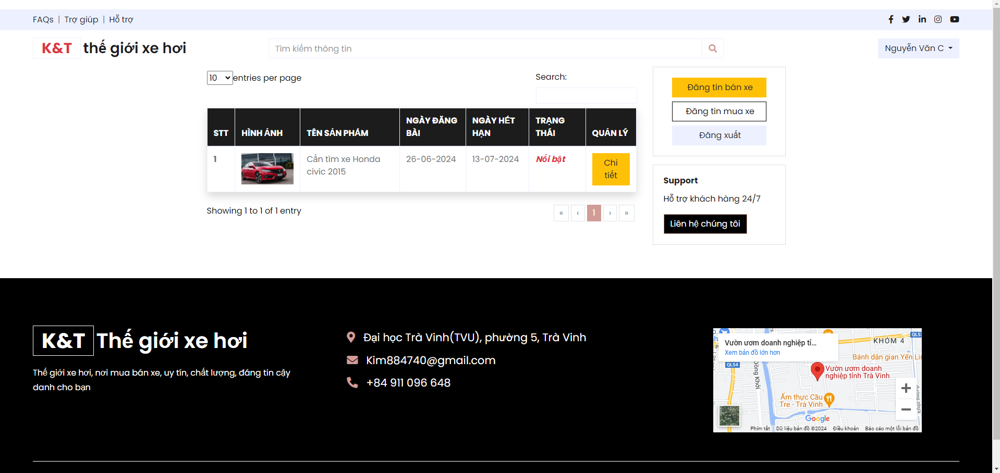 FAQs | Trợ giúp | Hỗ trợ
K&T thế giới xe hơi
Tìm kiếm thông tin
Nguyễn Văn C
10 entries per page
Search:
STT HÌNH ẢNH TÊN SẢN PHẨM NGÀY ĐĂNG BÀI NGÀY HẾT HẠN TRẠNG THÁI QUẢN LÝ
1 Cần tìm xe Honda civic 2015 26-06-2024 13-07-2024 Nổi bật Chi tiết
Showing 1 to 1 of 1 entry
« ‹ 1 › »
Đăng tin bán xe
Đăng tin mua xe
Đăng xuất
Support
Hỗ trợ khách hàng 24/7
Liên hệ chúng tôi
K&T Thế giới xe hơi
Thế giới xe hơi, nơi mua bán xe, uy tín, chất lượng, đáng tin cậy
danh cho bạn
Đại học Trà Vinh(TVU), phường 5, Trà Vinh
Kim884740@gmail.com
+84 911 096 648
Vườn ươm doanh nghiệp tỉ...
Xem bản đồ lớn hơn
KHÓM 4
QL53
Bánh dân gian Yến Lin
QL54
Đồng Khởi
Vườn ươm doanh
nghiệp tỉnh Trà Vinh
Ẩm thực Cầu
Tre - Trà Vinh
đường nhựa
Google
Phím tắt Dữ liệu bản đồ ©2024 Điều khoản Báo cáo một lỗi bản đồ